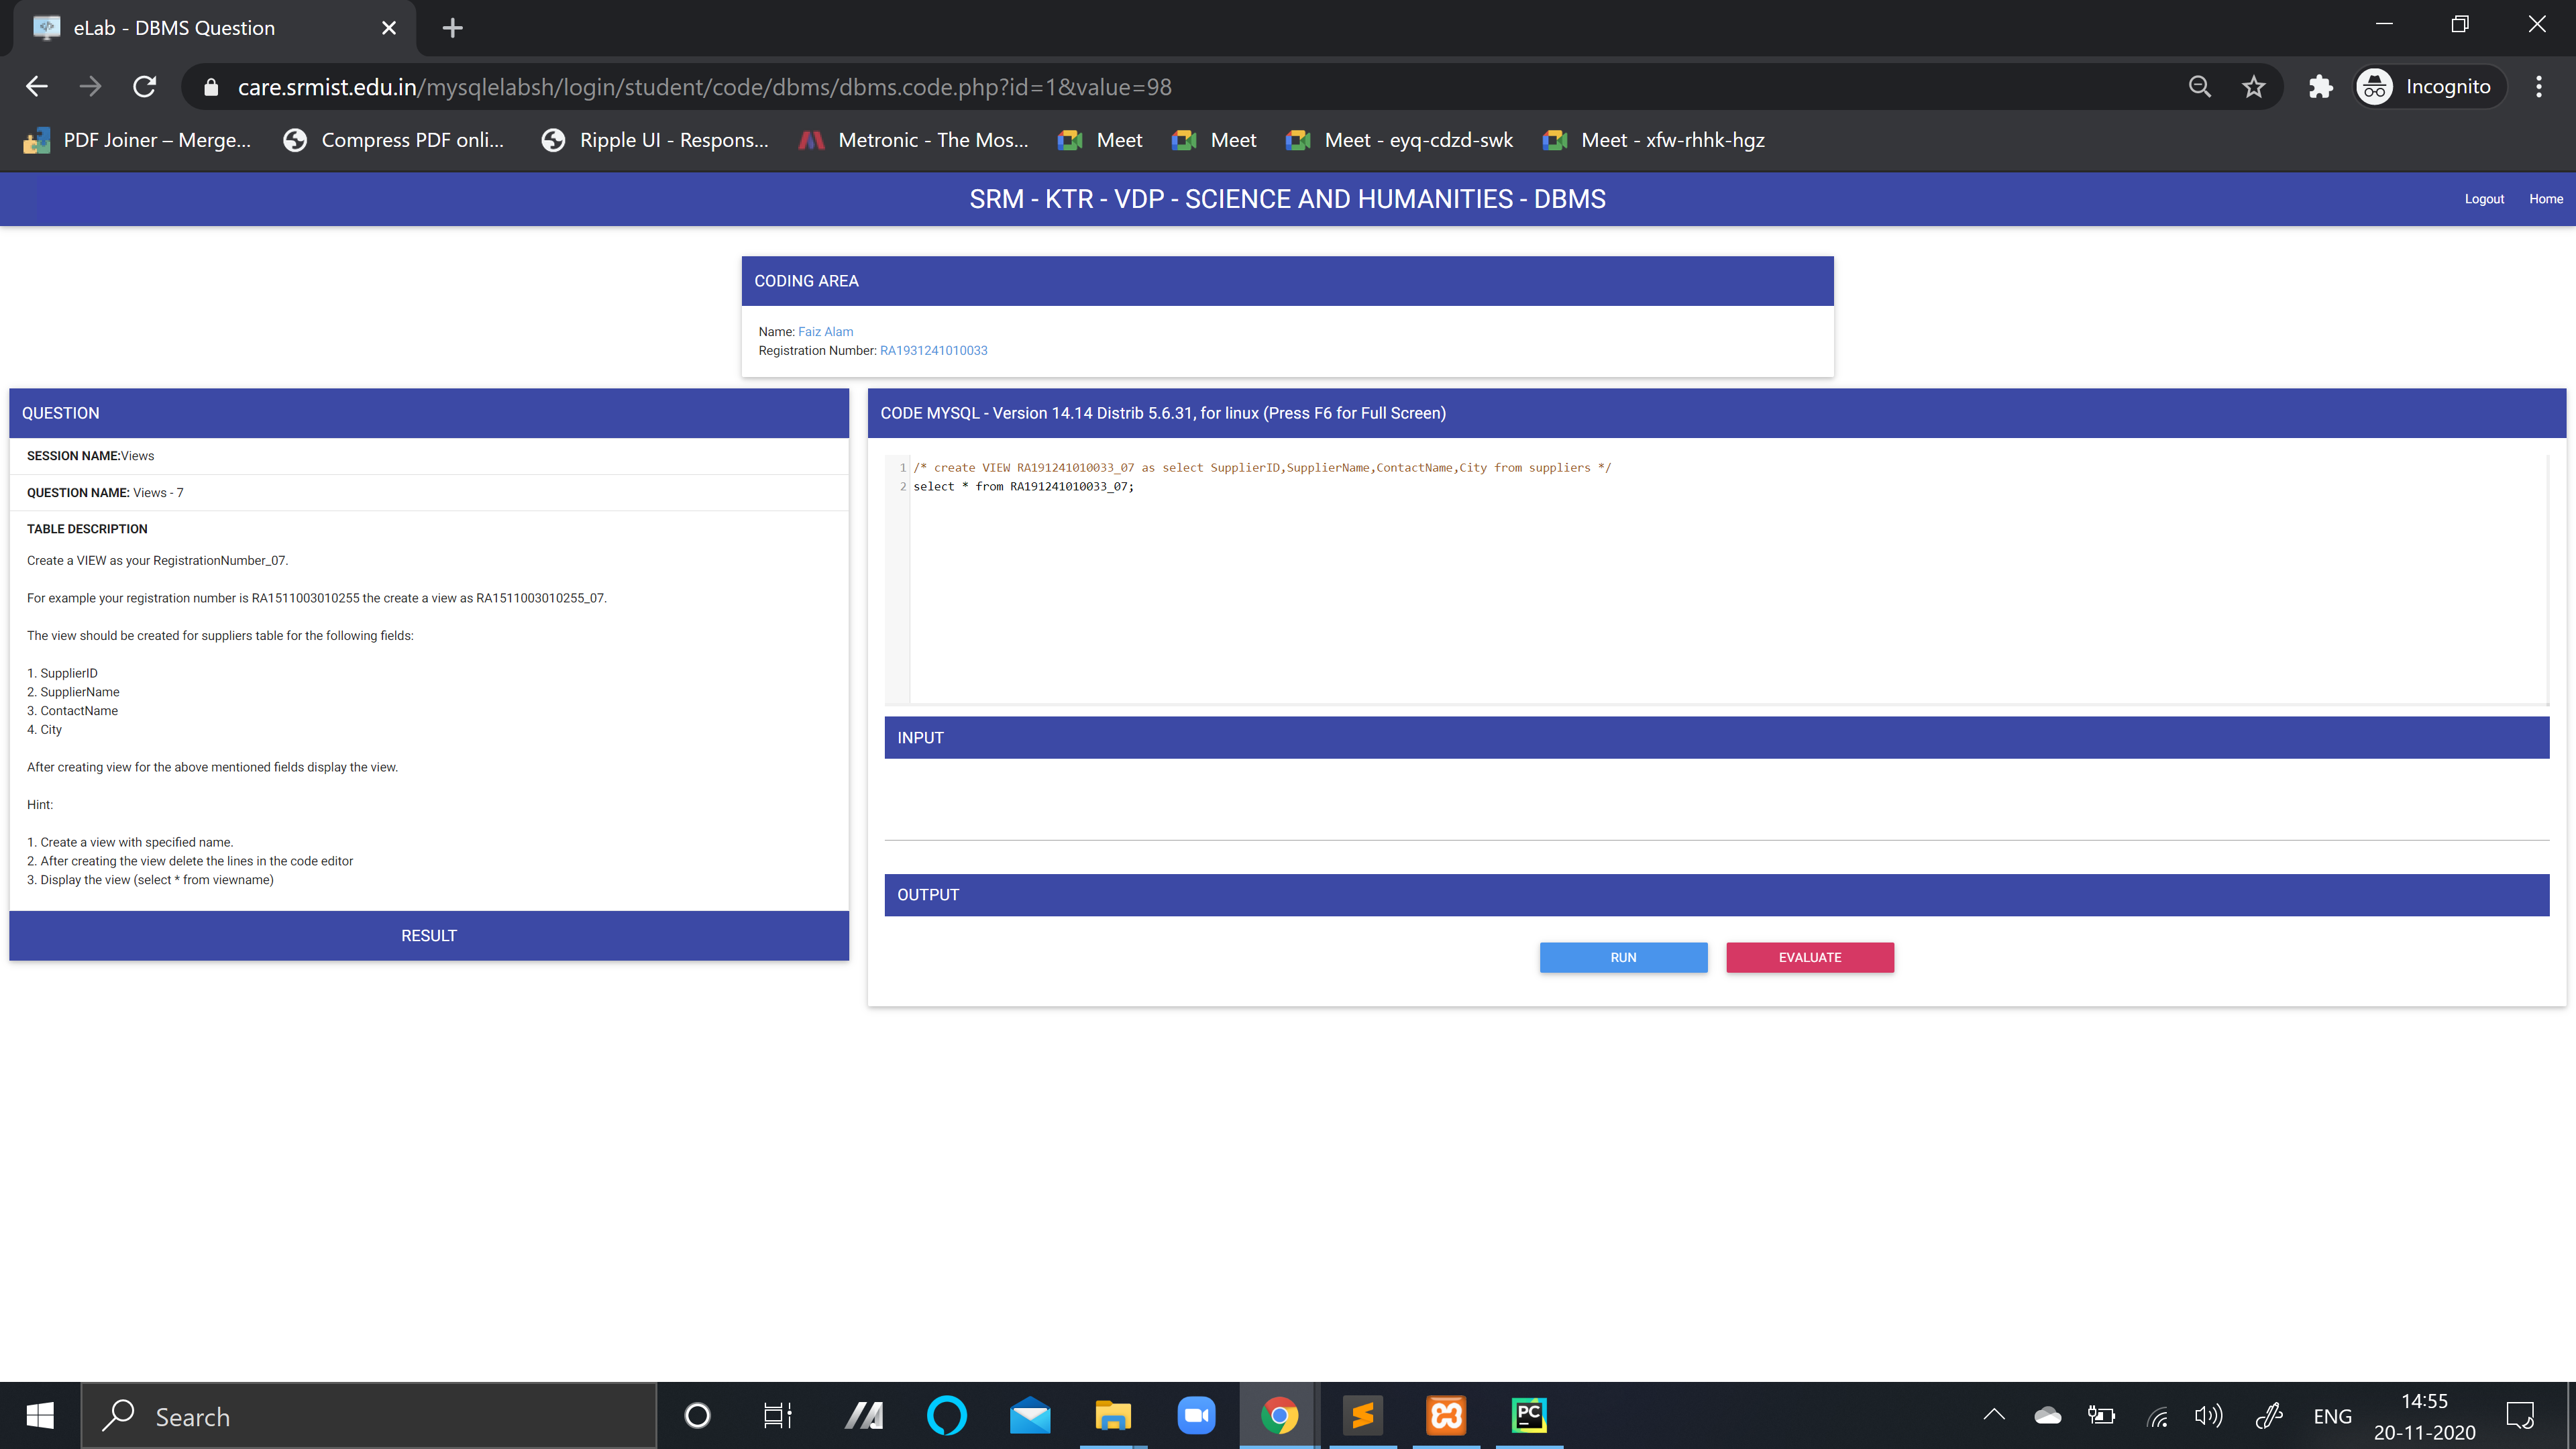 eLab - DBMS Question
care.srmist.edu.in/mysqlelabsh/login/student/code/dbms/dbms.code.php?id=1&value=98
Incognito
PDF Joiner – Merge...
Compress PDF onli...
Ripple UI - Respons...
Metronic - The Mos...
Meet
Meet
Meet - eyq-cdzd-swk
Meet - xfw-rhhk-hgz
SRM - KTR - VDP - SCIENCE AND HUMANITIES - DBMS
Logout
Home
CODING AREA
Name: Faiz Alam
Registration Number: RA1931241010033
QUESTION
SESSION NAME:Views
QUESTION NAME: Views - 7
TABLE DESCRIPTION
Create a VIEW as your RegistrationNumber_07.
For example your registration number is RA1511003010255 the create a view as RA1511003010255_07.
The view should be created for suppliers table for the following fields:
1. SupplierID
2. SupplierName
3. ContactName
4. City
After creating view for the above mentioned fields display the view.
Hint:
1. Create a view with specified name.
2. After creating the view delete the lines in the code editor
3. Display the view (select * from viewname)
RESULT
CODE MYSQL - Version 14.14 Distrib 5.6.31, for linux (Press F6 for Full Screen)
1 /* create VIEW RA191241010033_07 as select SupplierID,SupplierName,ContactName,City from suppliers */
2 select * from RA191241010033_07;
INPUT
OUTPUT
RUN
EVALUATE
Search
PC
ENG
14:55
20-11-2020